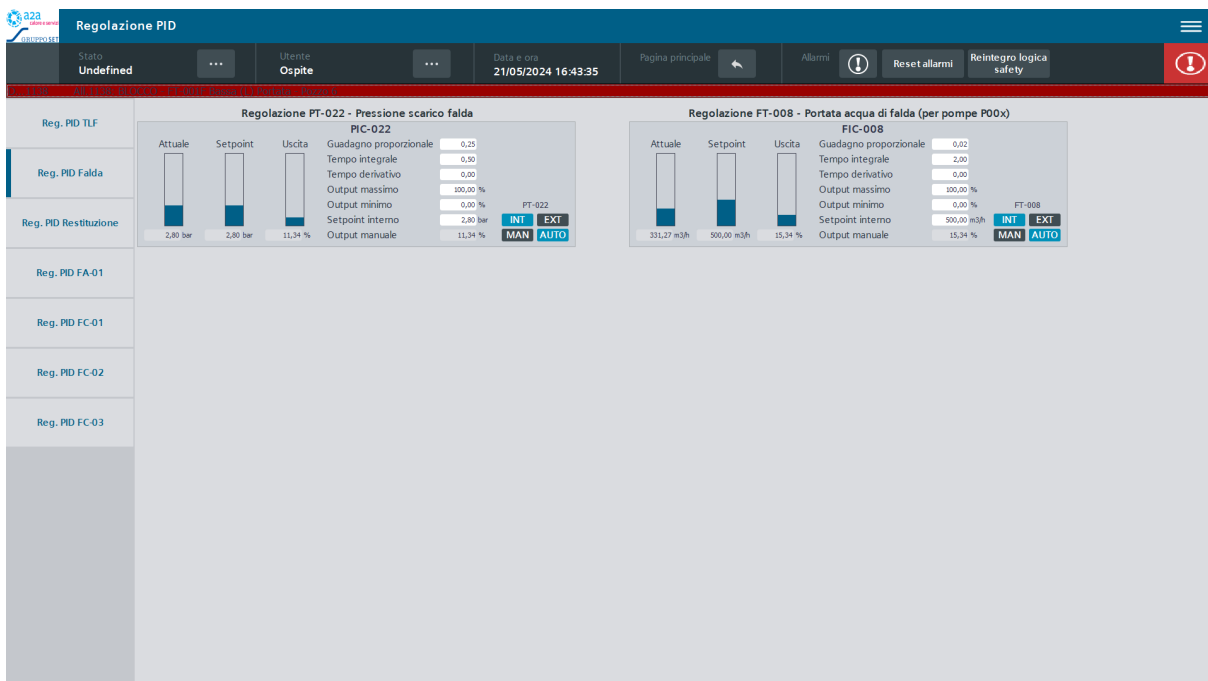 a2a
calore e servizi
GRUPPO SET
Regolazione PID
Stato
Undefined
...
Utente
Ospite
...
Data e ora
21/05/2024 16:43:35
Pagina principale
Allarmi
Reset allarmi
Reintegro logica
safety
Reg. PID TLF
Reg. PID Falda
Reg. PID Restituzione
Reg. PID FA-01
Reg. PID FC-01
Reg. PID FC-02
Reg. PID FC-03
Regolazione PT-022 - Pressione scarico falda
PIC-022
Attuale Setpoint Uscita
Guadagno proporzionale 0,25
Tempo integrale 0,50
Tempo derivativo 0,00
Output massimo 100,00 %
Output minimo 0,00 % PT-022
Setpoint interno 2,80 bar INT EXT
2,80 bar 2,80 bar 11,34 % Output manuale 11,34 % MAN AUTO
Regolazione FT-008 - Portata acqua di falda (per pompe P00x)
FIC-008
Attuale Setpoint Uscita
Guadagno proporzionale 0,02
Tempo integrale 2,00
Tempo derivativo 0,00
Output massimo 100,00 %
Output minimo 0,00 % FT-008
Setpoint interno 500,00 m3/h INT EXT
331,27 m3/h 500,00 m3/h 15,34 % Output manuale 15,34 % MAN AUTO